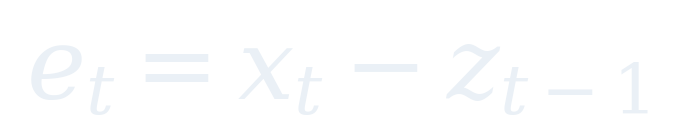 e_t = x_t − z_{t − 1}